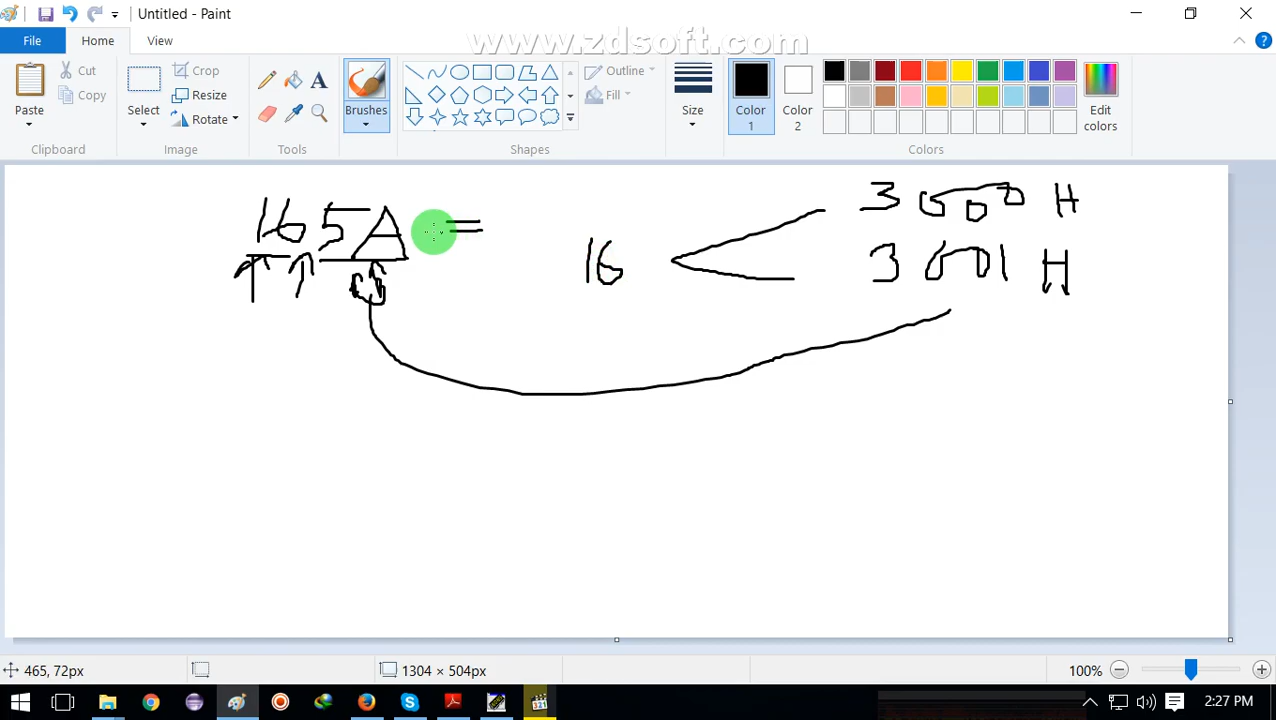 Untitled - Paint
www.zdsoft.com
File
Home
View
Paste
Cut
Copy
Clipboard
Select
Crop
Resize
Rotate
Image
Tools
Brushes
Shapes
Outline
Fill
Size
Color 1
Color 2
Edit colors
Colors
165A =
3000 H
16
3001 H
465, 72px
1304 × 504px
100%
2:27 PM